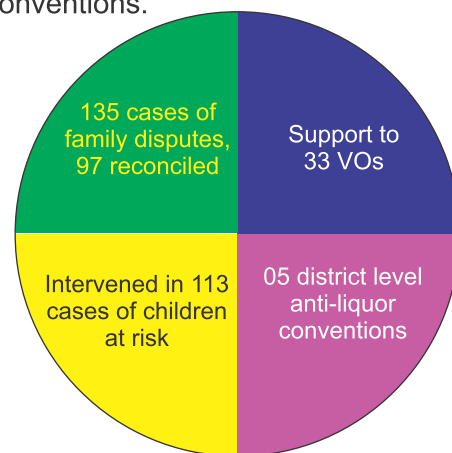 onventions.
135 cases of
family disputes,
97 reconciled
Support to
33 VOs
Intervened in 113
cases of children
at risk
05 district level
anti-liquor
conventions